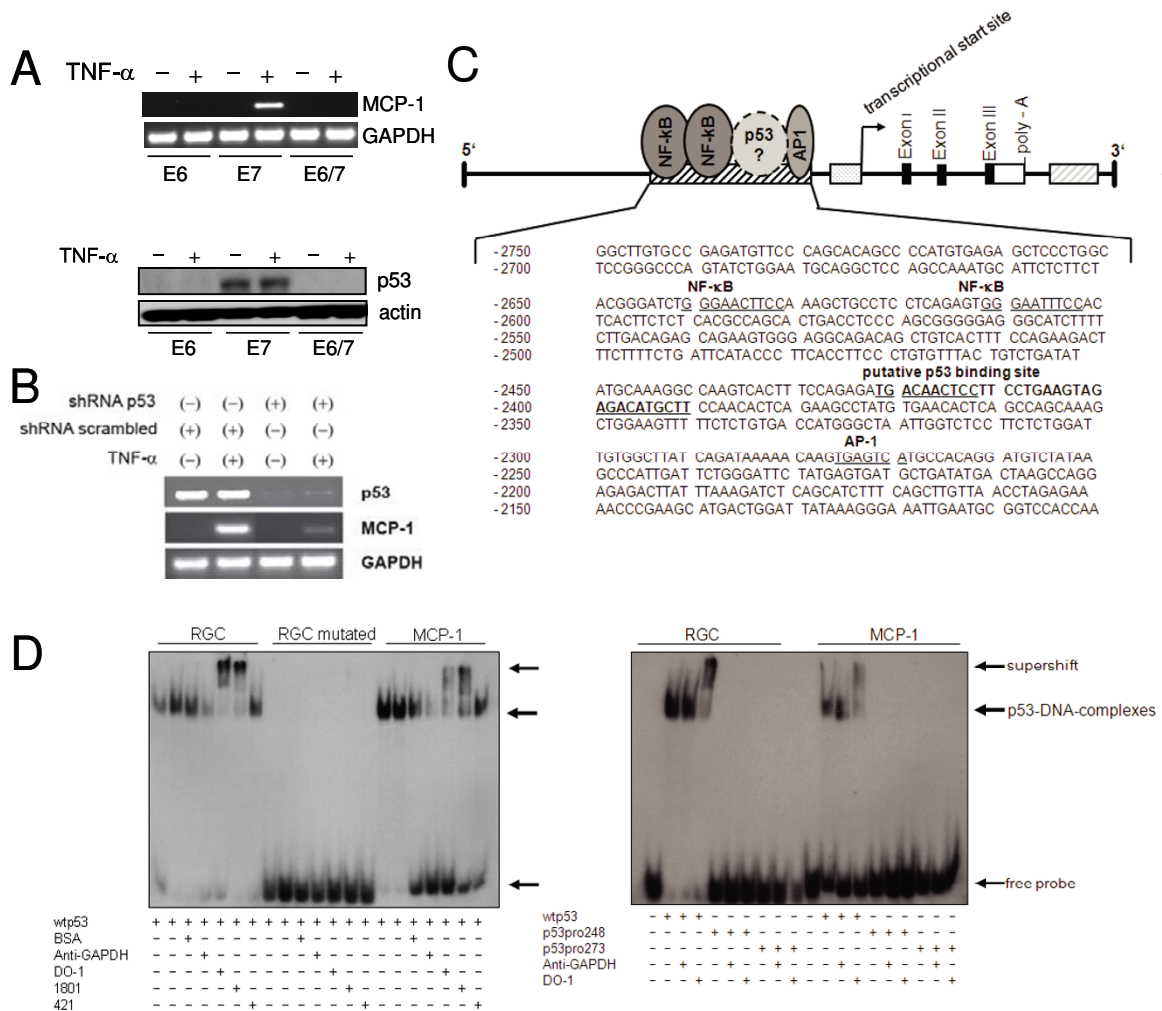 A
TNF-α – + – + – +
MCP-1
GAPDH
E6 E7 E6/7
TNF-α – + – + – +
p53
actin
E6 E7 E6/7
B
shRNA p53 (–) (–) (+) (+)
shRNA scrambled (+) (+) (–) (–)
TNF-α (–) (+) (–) (+)
p53
MCP-1
GAPDH
C
transcriptional start site
5‘ NF-kB NF-kB p53 ? AP1 Exon I Exon II Exon III poly - A 3‘
- 2750 GGCTTGTGCC GAGATGTTCC CAGCACAGCC CCATGTGAGA GCTCCCTGGC
- 2700 TCCGGGCCCA GTATCTGGAA TGCAGGCTCC AGCCAAATGC ATTCTCTTCT
NF-κB NF-κB
- 2650 ACGGGATCTG GGAACTTCCA AAGCTGCCTC CTCAGAGTGG GAATTTCCAC
- 2600 TCACTTCTCT CACGCCAGCA CTGACCTCCC AGCGGGGGAG GGCATCTTTT
- 2550 CTTGACAGAG CAGAAGTGGG AGGCAGACAG CTGTCACTTT CCAGAAGACT
- 2500 TTCTTTTCTG ATTCATACCC TTCACCTTCC CTGTGTTTAC TGTCTGATAT
putative p53 binding site
- 2450 ATGCAAAGGC CAAGTCACTT TCCAGAGATG ACAACTCCTT CCTGAAGTAG
- 2400 AGACATGCTT CCAACACTCA GAAGCCTATG TGAACACTCA GCCAGCAAAG
- 2350 CTGGAAGTTT TTCTCTGTGA CCATGGGCTA ATTGGTCTCC TTCTCTGGAT
AP-1
- 2300 TGTGGCTTAT CAGATAAAAA CAAGTGAGTC ATGCCACAGG ATGTCTATAA
- 2250 GCCCATTGAT TCTGGGATTC TATGAGTGAT GCTGATATGA CTAAGCCAGG
- 2200 AGAGACTTAT TTAAAGATCT CAGCATCTTT CAGCTTGTTA ACCTAGAGAA
- 2150 AACCCGAAGC ATGACTGGAT TATAAAGGGA AATTGAATGC GGTCCACCAA
D
RGC RGC mutated MCP-1
wtp53 + + + + + + + + + + + + + + + + + + + + +
BSA – – + – – – – – – + – – – – – – + – – – –
Anti-GAPDH – – – + – – – – – – + – – – – – – + – – –
DO-1 – – – – + – – – – – – + – – – – – – + – –
1801 – – – – – + – – – – – – + – – – – – – + –
421 – – – – – – + – – – – – – + – – – – – – +
RGC MCP-1
supershift
p53-DNA-complexes
free probe
wtp53 – + + + – – – – – – – + + + – – – – – –
p53pro248 – – – – + + + – – – – – – – + + + – – –
p53pro273 – – – – – – – + + + – – – – – – – + + +
Anti-GAPDH – – + – – + – – + – – – + – – + – – + –
DO-1 – – – + – – + – – + – – – + – – + – – +